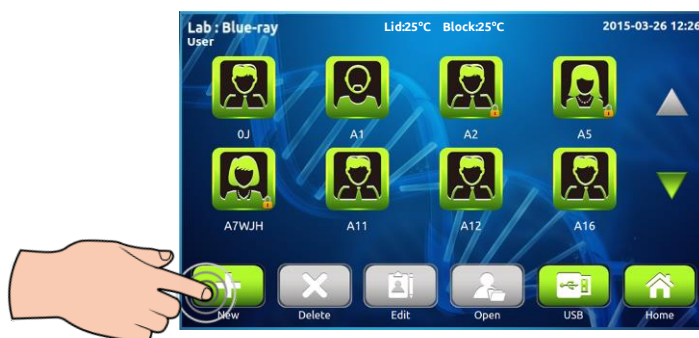 Lab : Blue-ray Lid:25°C Block:25°C 2015-03-26 12:26
User
0J A1 A2 A5
A7WJH A11 A12 A16
New Delete Edit Open USB Home